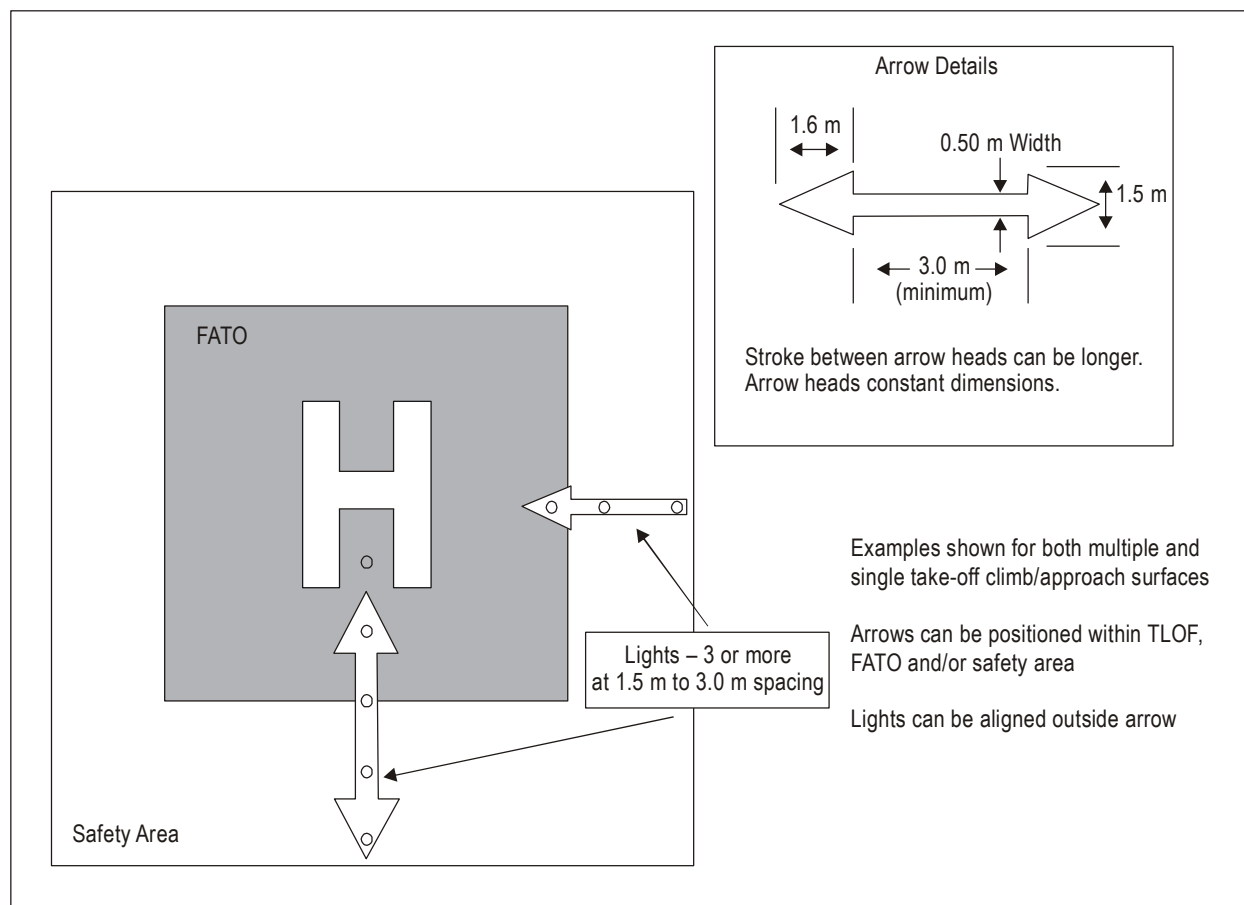 Arrow Details
1.6 m
0.50 m Width
1.5 m
3.0 m
(minimum)
Stroke between arrow heads can be longer.
Arrow heads constant dimensions.
FATO
H
Examples shown for both multiple and
single take-off climb/approach surfaces
Lights – 3 or more
at 1.5 m to 3.0 m spacing
Arrows can be positioned within TLOF,
FATO and/or safety area
Lights can be aligned outside arrow
Safety Area